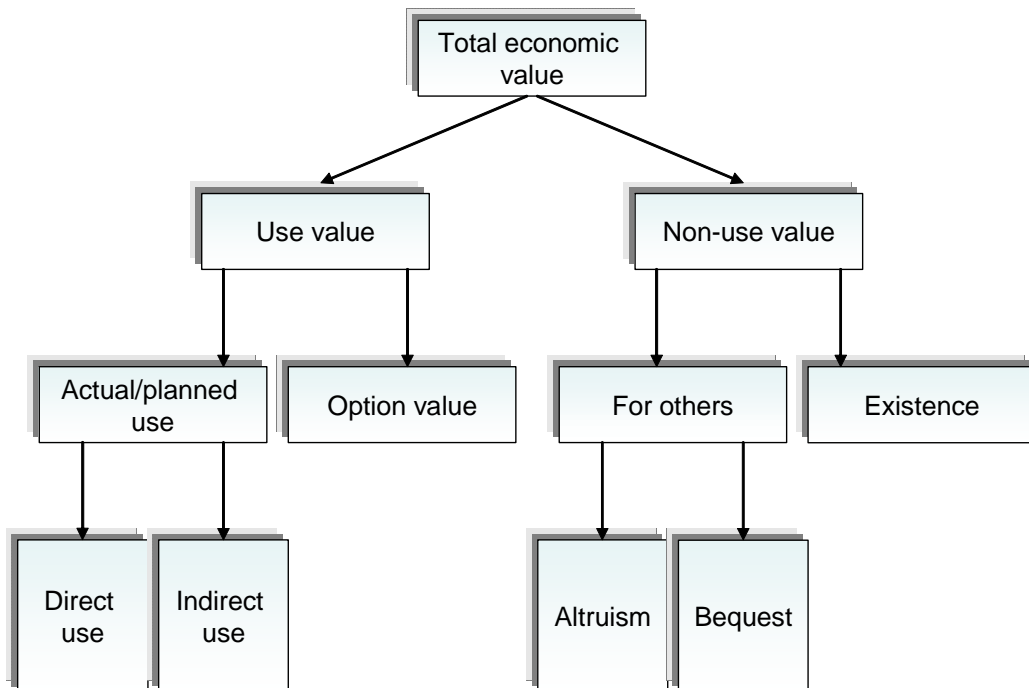 Total economic
value
Use value
Non-use value
Actual/planned
use
Option value
For others
Existence
Direct
use
Indirect
use
Altruism
Bequest